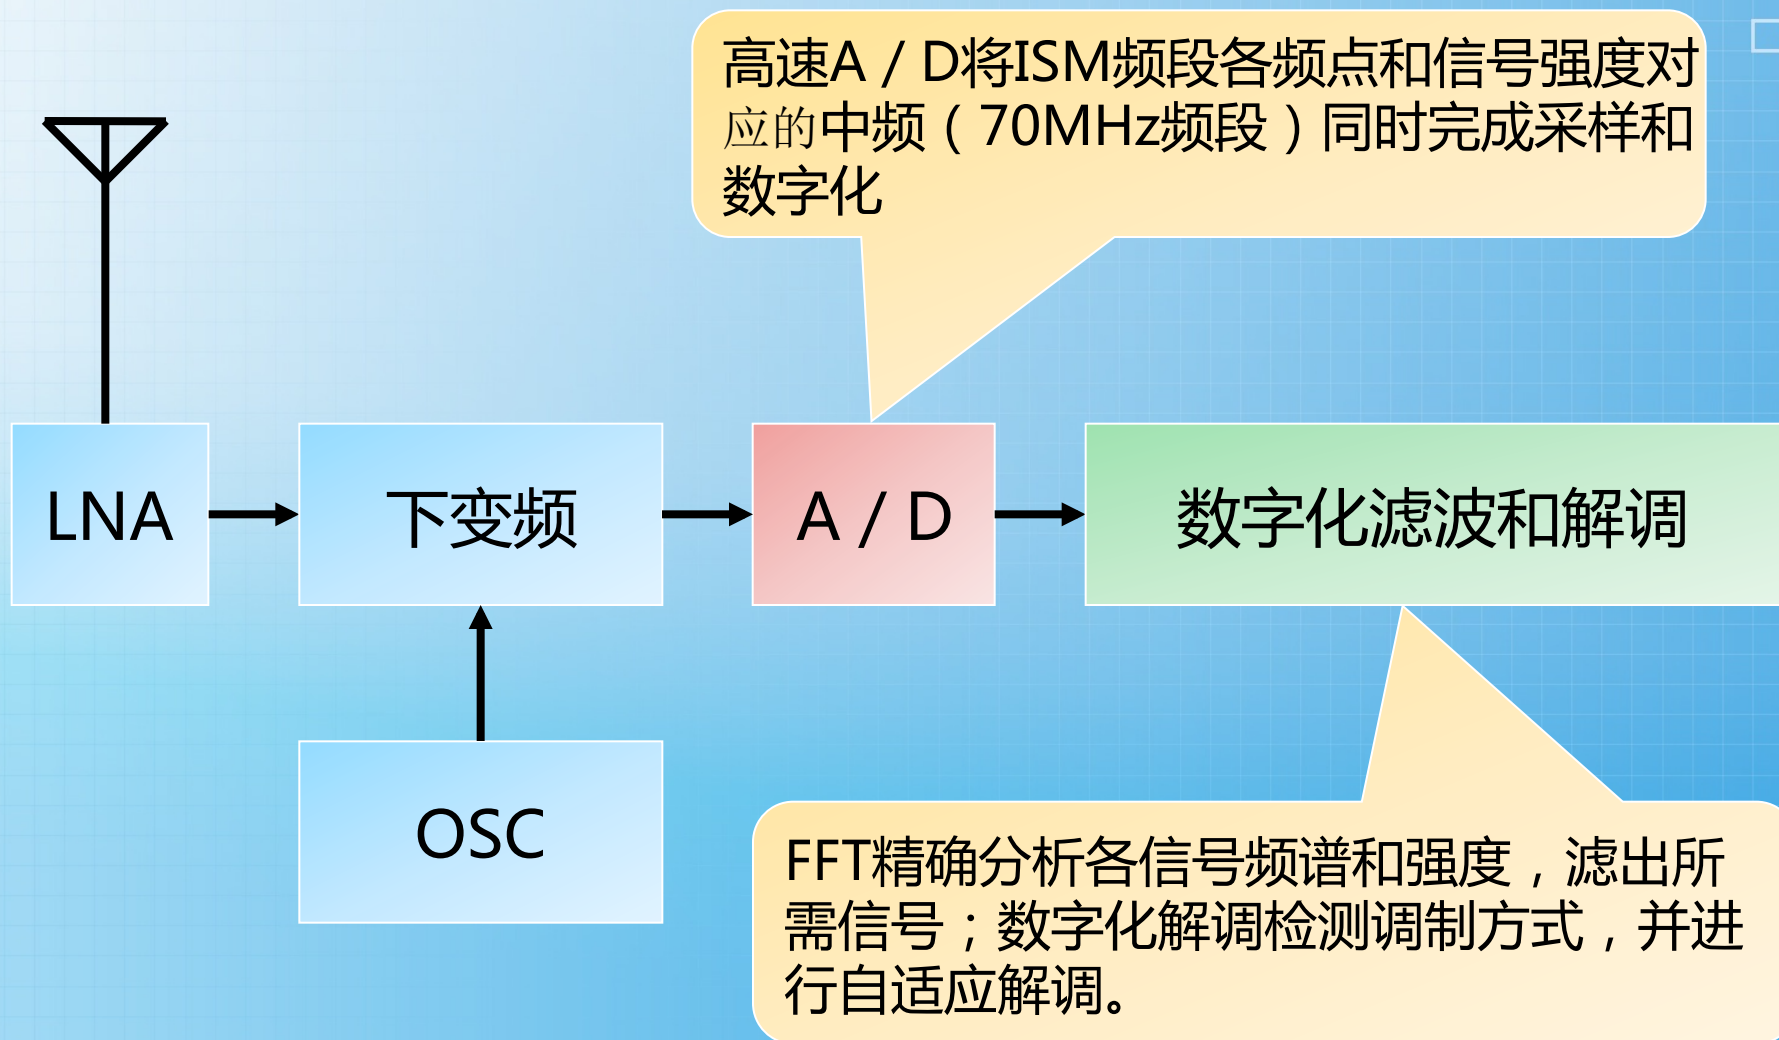 高速A／D将ISM频段各频点和信号强度对
应的中频（70MHz频段）同时完成采样和
数字化
LNA
下变频
A／D
数字化滤波和解调
OSC
FFT精确分析各信号频谱和强度，滤出所
需信号；数字化解调检测调制方式，并进
行自适应解调。